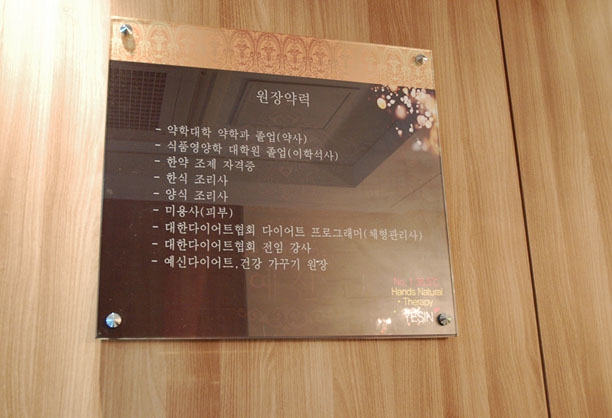 원장약력
- 약학대학 약학과 졸업(약사)
- 식품영양학 대학원 졸업(이학석사)
- 한약 조제 자격증
- 한식 조리사
- 양식 조리사
- 미용사(피부)
- 대한다이어트협회 다이어트 프로그래머(체형관리사)
- 대한다이어트협회 전임 강사
- 예신다이어트,건강 가꾸기 원장
Hands Natural
Therapy
YESIN